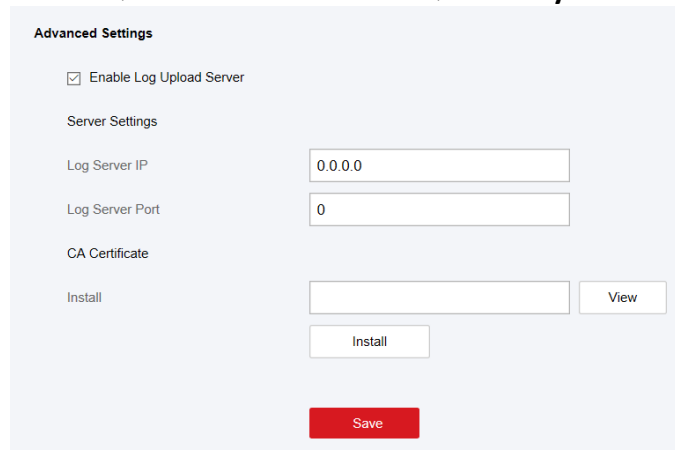 Advanced Settings
Enable Log Upload Server
Server Settings
Log Server IP 0.0.0.0
Log Server Port 0
CA Certificate
Install View
Install
Save